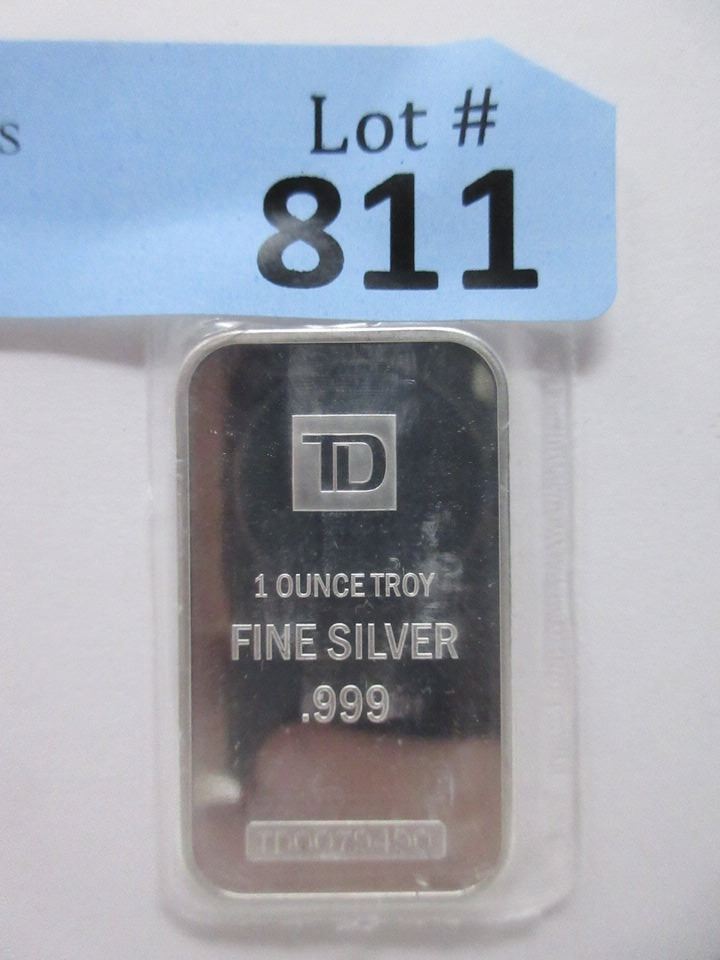 s
Lot #
811
TD
1 OUNCE TROY
FINE SILVER
.999